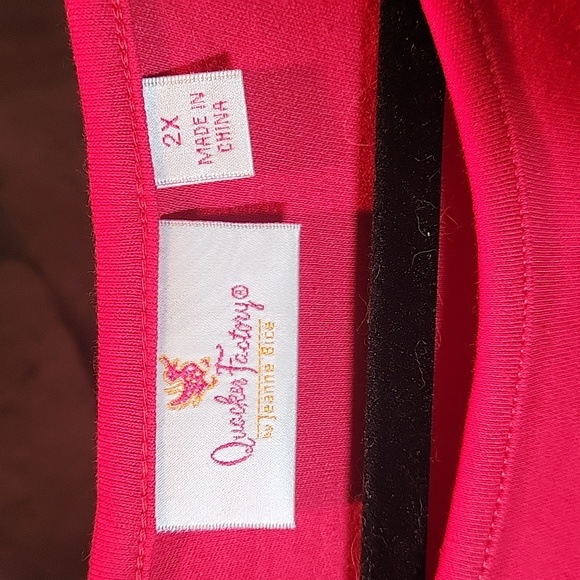 2X
MADE IN
CHINA
Quacker Factory®
by Jeanne Bice